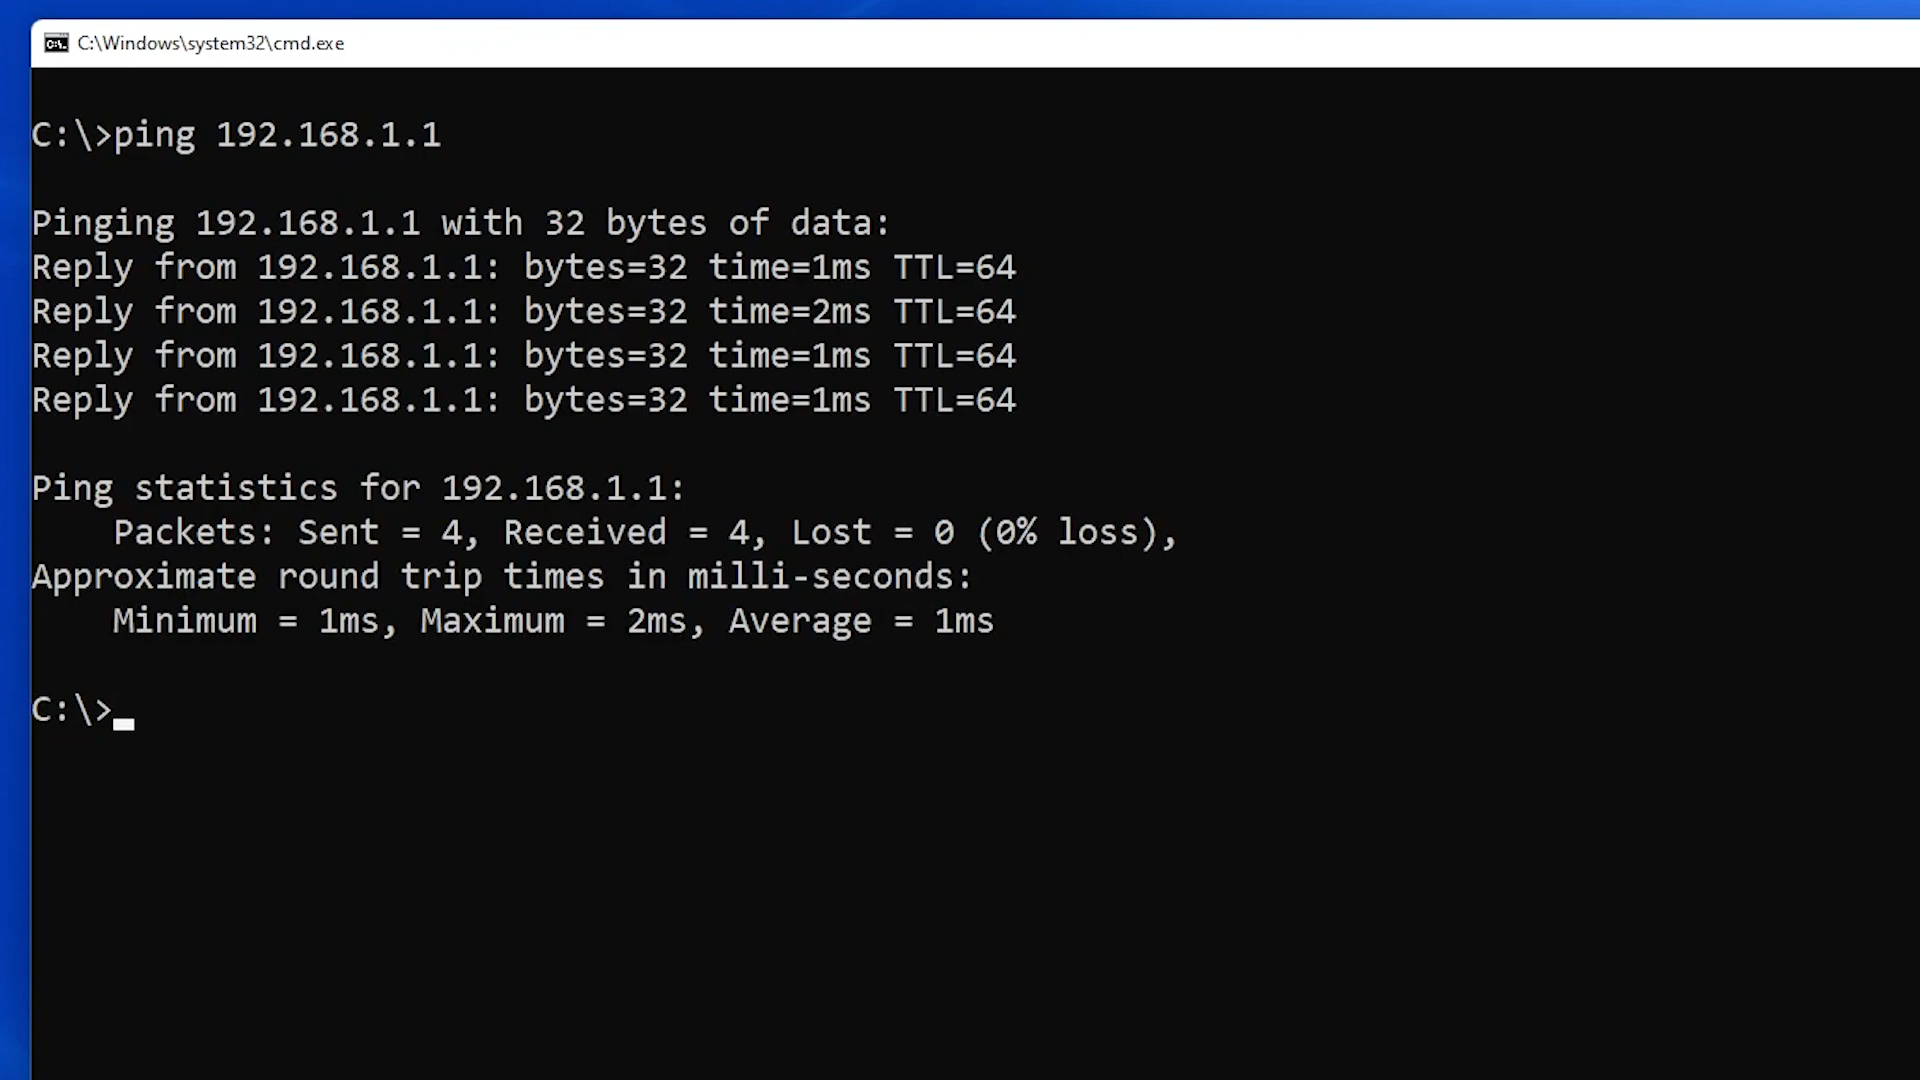 C:\Windows\system32\cmd.exe
C:\>ping 192.168.1.1
Pinging 192.168.1.1 with 32 bytes of data:
Reply from 192.168.1.1: bytes=32 time=1ms TTL=64
Reply from 192.168.1.1: bytes=32 time=2ms TTL=64
Reply from 192.168.1.1: bytes=32 time=1ms TTL=64
Reply from 192.168.1.1: bytes=32 time=1ms TTL=64
Ping statistics for 192.168.1.1:
    Packets: Sent = 4, Received = 4, Lost = 0 (0% loss),
Approximate round trip times in milli-seconds:
    Minimum = 1ms, Maximum = 2ms, Average = 1ms
C:\>